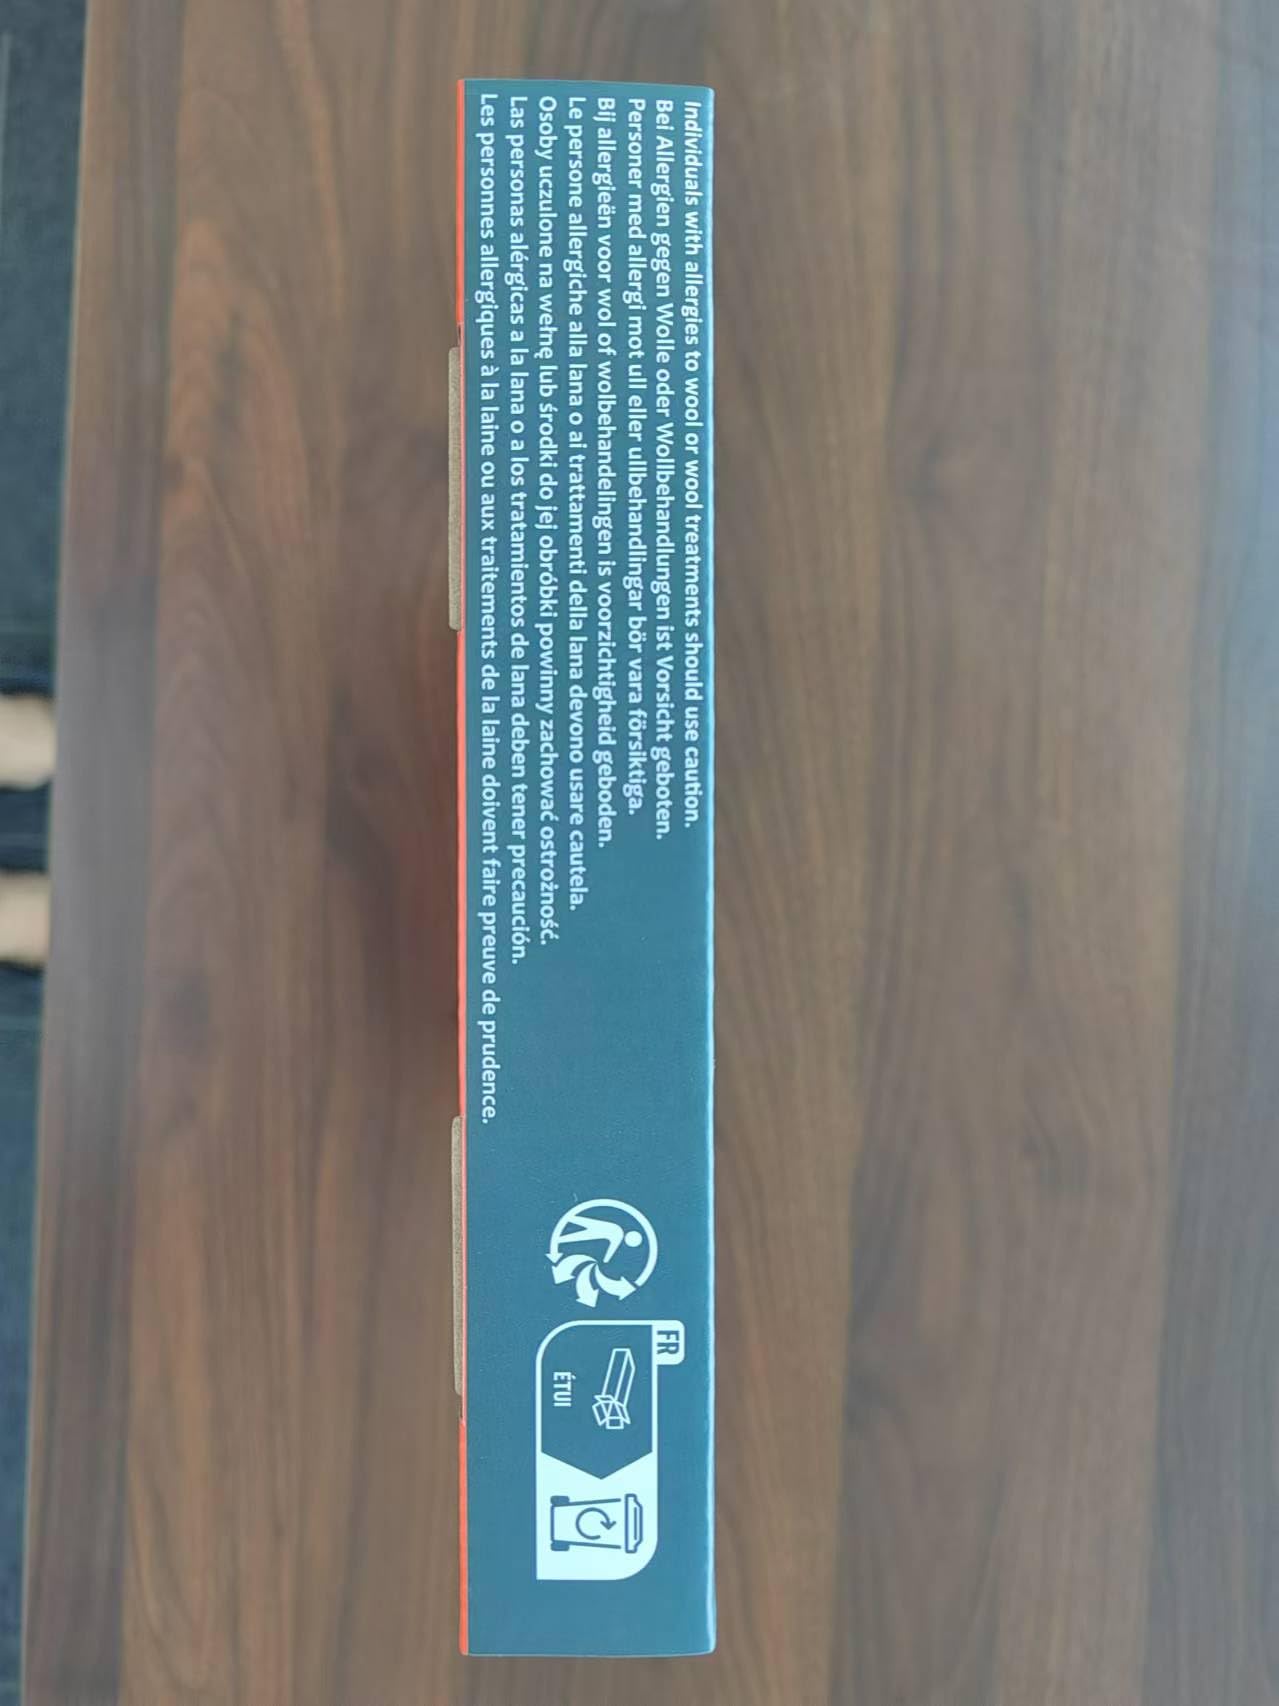 Individuals with allergies to wool or wool treatments should use caution.
Bei Allergien gegen Wolle oder Wollbehandlungen ist Vorsicht geboten.
Personer med allergi mot ull eller ullbehandlingar bör vara försiktiga.
Bij allergieën voor wol of wolbehandelingen is voorzichtigheid geboden.
Le persone allergiche alla lana o ai trattamenti della lana devono usare cautela.
Osoby uczulone na wełnę lub środki do jej obróbki powinny zachować ostrożność.
Las personas alérgicas a la lana o a los tratamientos de lana deben tener precaución.
Les personnes allergiques à la laine ou aux traitements de la laine doivent faire preuve de prudence.
FR
ÉTUI